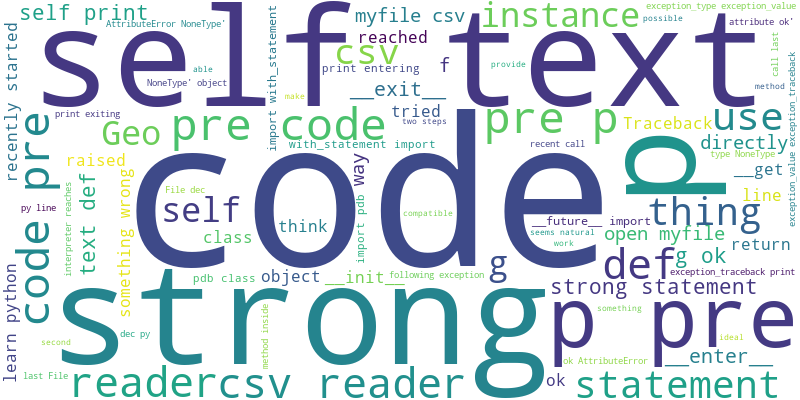 self print
AttributeError NoneType'
myfile csv
instance
exception_type exception_value
possible
attribute ok'
self text
reached
csv
f
able
NoneType' object
print entering
call last
provide
method
recently started
import with_statement
__exit__
make
print exiting
Geo
pre code
tried
two steps
pre p
Traceback
use
directly
type NoneType
exception_value exception_traceback
with_statement import
recent call
raised
way
code
p
__get
line
File dec
self
think
compatible
__future__ import
thing
py line
code pre
interpreter reaches
text def
something wrong
class
import pdb
seems natural
work
open myfile
return
g ok
def
g
object
pdb class
__init__
following exception
exception_traceback print
learn python
strong
strong statement
second
dec py
method inside
something
p pre
ideal
ok AttributeError
__enter__
last File
reader
csv reader
ok
statement